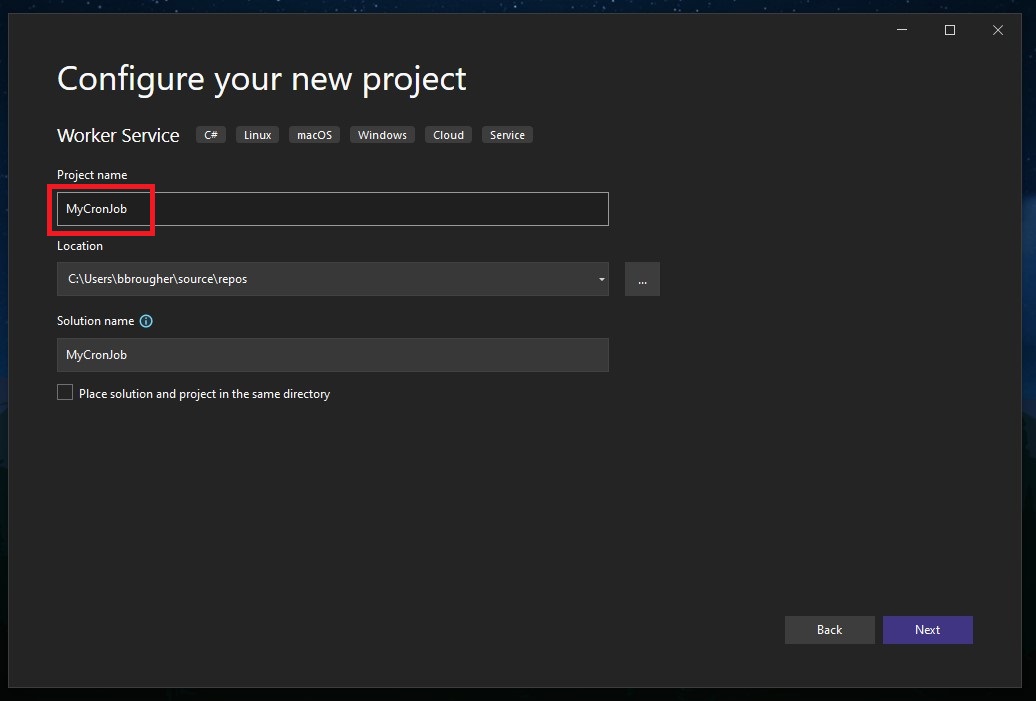 Configure your new project
Worker Service C# Linux macOS Windows Cloud Service
Project name
MyCronJob
Location
C:\Users\bbrougher\source\repos
...
Solution name
MyCronJob
Place solution and project in the same directory
Back Next